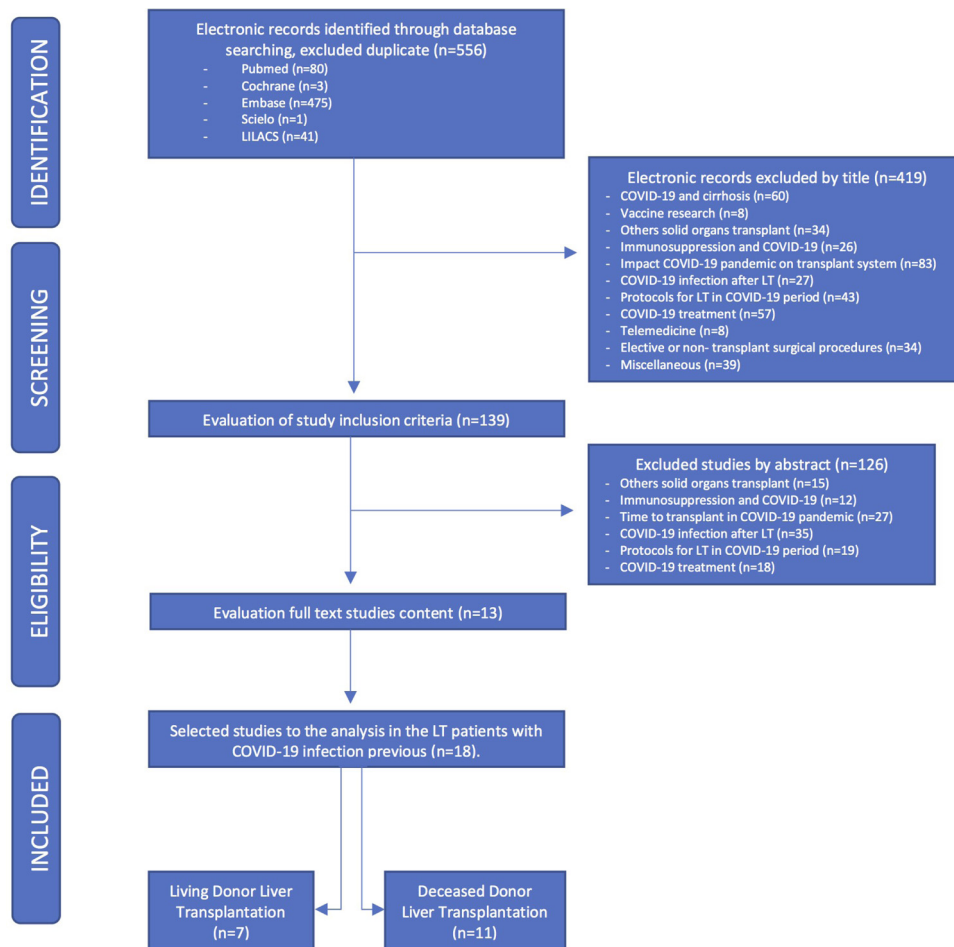 IDENTIFICATION
Electronic records identified through database
searching, excluded duplicate (n=556)
- Pubmed (n=80)
- Cochrane (n=3)
- Embase (n=475)
- Scielo (n=1)
- LILACS (n=41)
Electronic records excluded by title (n=419)
- COVID-19 and cirrhosis (n=60)
- Vaccine research (n=8)
- Others solid organs transplant (n=34)
- Immunosuppression and COVID-19 (n=26)
- Impact COVID-19 pandemic on transplant system (n=83)
- COVID-19 infection after LT (n=27)
- Protocols for LT in COVID-19 period (n=43)
- COVID-19 treatment (n=57)
- Telemedicine (n=8)
- Elective or non- transplant surgical procedures (n=34)
- Miscellaneous (n=39)
SCREENING
Evaluation of study inclusion criteria (n=139)
Excluded studies by abstract (n=126)
- Others solid organs transplant (n=15)
- Immunosuppression and COVID-19 (n=12)
- Time to transplant in COVID-19 pandemic (n=27)
- COVID-19 infection after LT (n=35)
- Protocols for LT in COVID-19 period (n=19)
- COVID-19 treatment (n=18)
ELIGIBILITY
Evaluation full text studies content (n=13)
INCLUDED
Selected studies to the analysis in the LT patients with
COVID-19 infection previous (n=18).
Living Donor Liver
Transplantation
(n=7)
Deceased Donor
Liver Transplantation
(n=11)